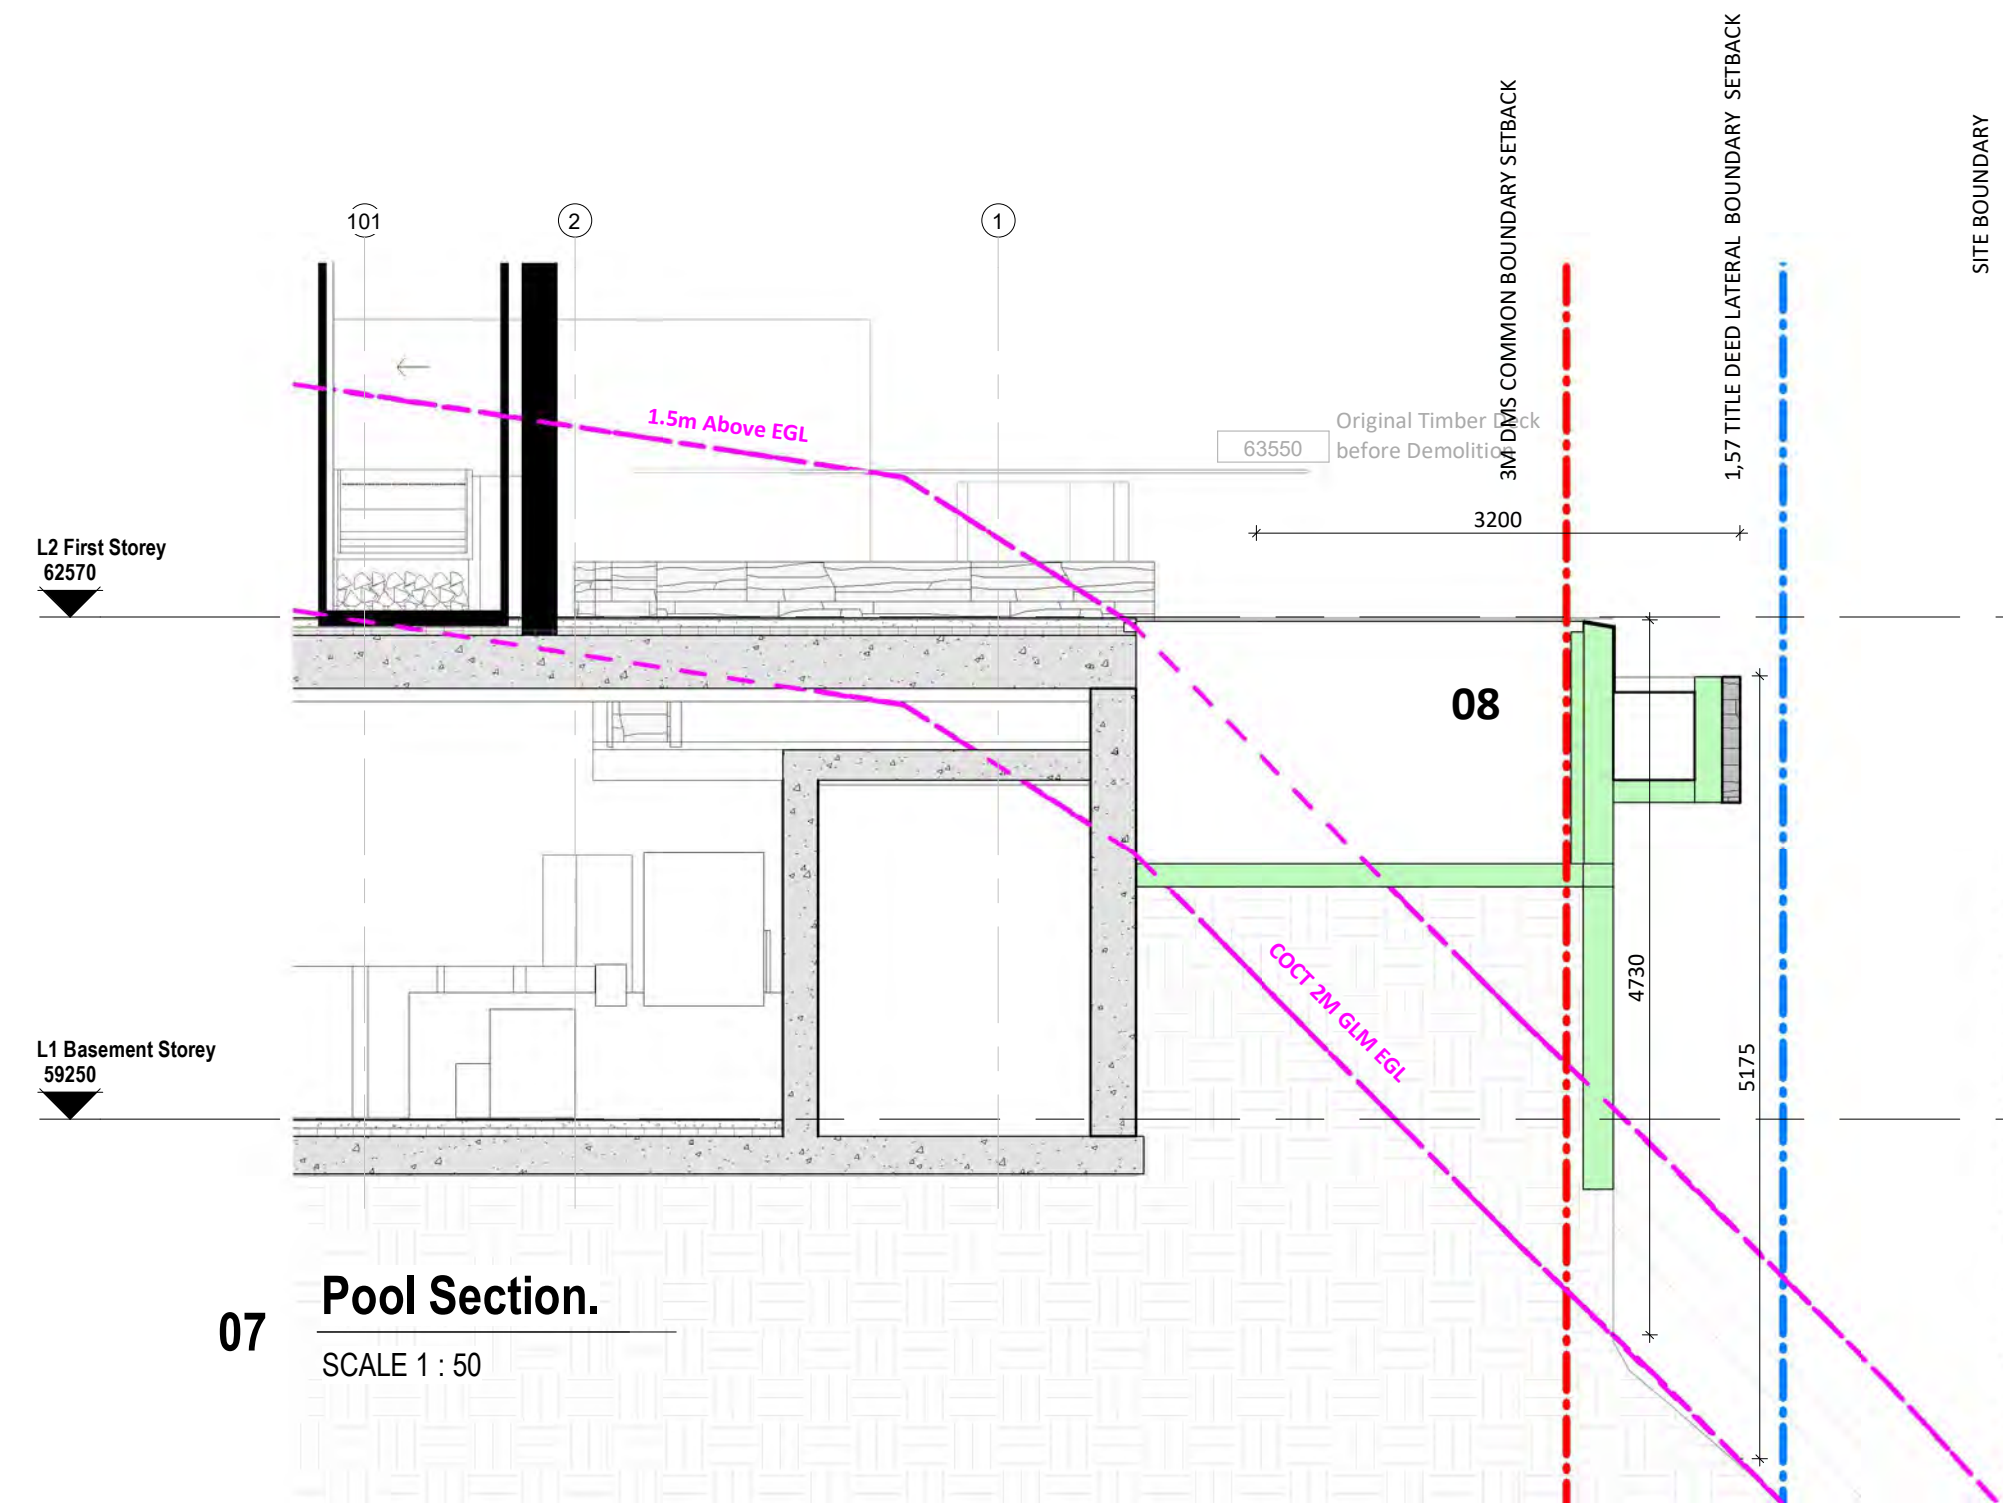 3M DMS COMMON BOUNDARY SETBACK
1,57 TITLE DEED LATERAL BOUNDARY SETBACK
SITE BOUNDARY
101
2
1
1.5m Above EGL
63550
Original Timber Deck
before Demolition
3200
L2 First Storey
62570
08
COCT 2M GLM EGL
4730
5175
L1 Basement Storey
59250
07
Pool Section.
SCALE 1 : 50